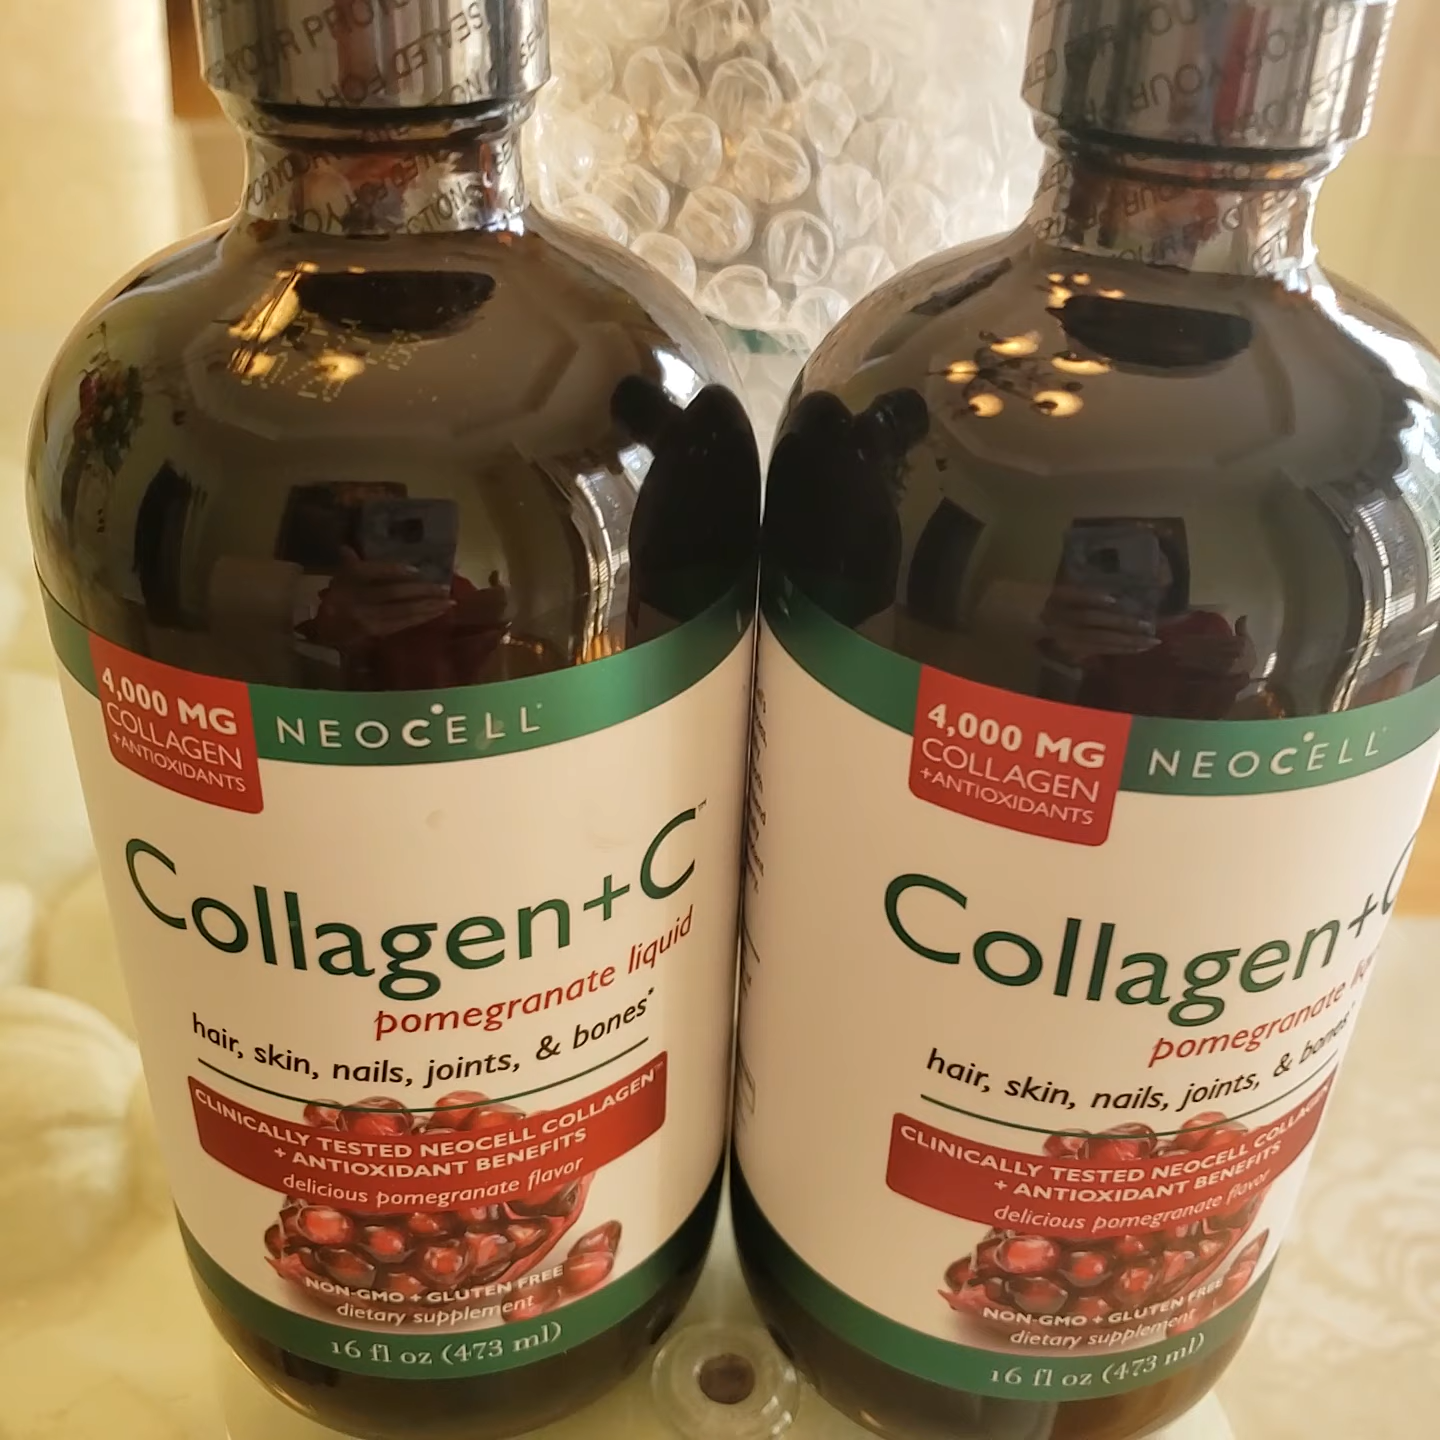 4,000 MG
COLLAGEN
+ANTIOXIDANTS
NEOCELL
Collagen+C™
pomegranate liquid
hair, skin, nails, joints, & bones*
CLINICALLY TESTED NEOCELL COLLAGEN™
+ ANTIOXIDANT BENEFITS
delicious pomegranate flavor
NON-GMO + GLUTEN FREE
dietary supplement
16 fl oz (473 ml)
4,000 MG
COLLAGEN
+ANTIOXIDANTS
NEOCELL
Collagen+C
pomegranate
hair, skin, nails, joints, & bones*
CLINICALLY TESTED NEOCELL COLLAGEN
+ ANTIOXIDANT BENEFITS
delicious pomegranate flavor
NON-GMO + GLUTEN FREE
dietary supplement
16 fl oz (473 ml)